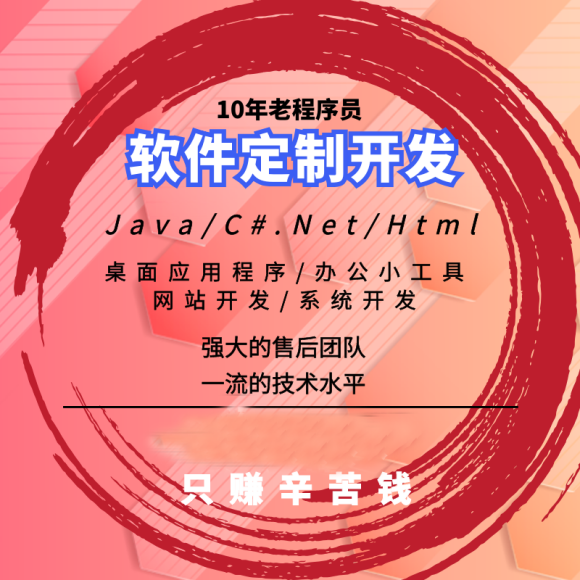 10年老程序员
软件定制开发
Java/C#.Net/Html
桌面应用程序/办公小工具
网站开发/系统开发
强大的售后团队
一流的技术水平
只赚辛苦钱